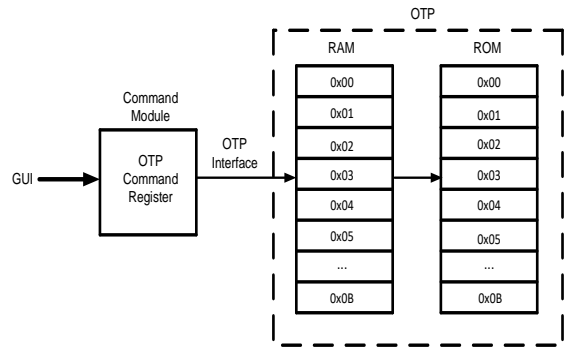 OTP
RAM
ROM
Command
Module
OTP
Command
Register
GUI
OTP
Interface
0x00
0x01
0x02
0x03
0x04
0x05
...
0x0B
0x00
0x01
0x02
0x03
0x04
0x05
...
0x0B